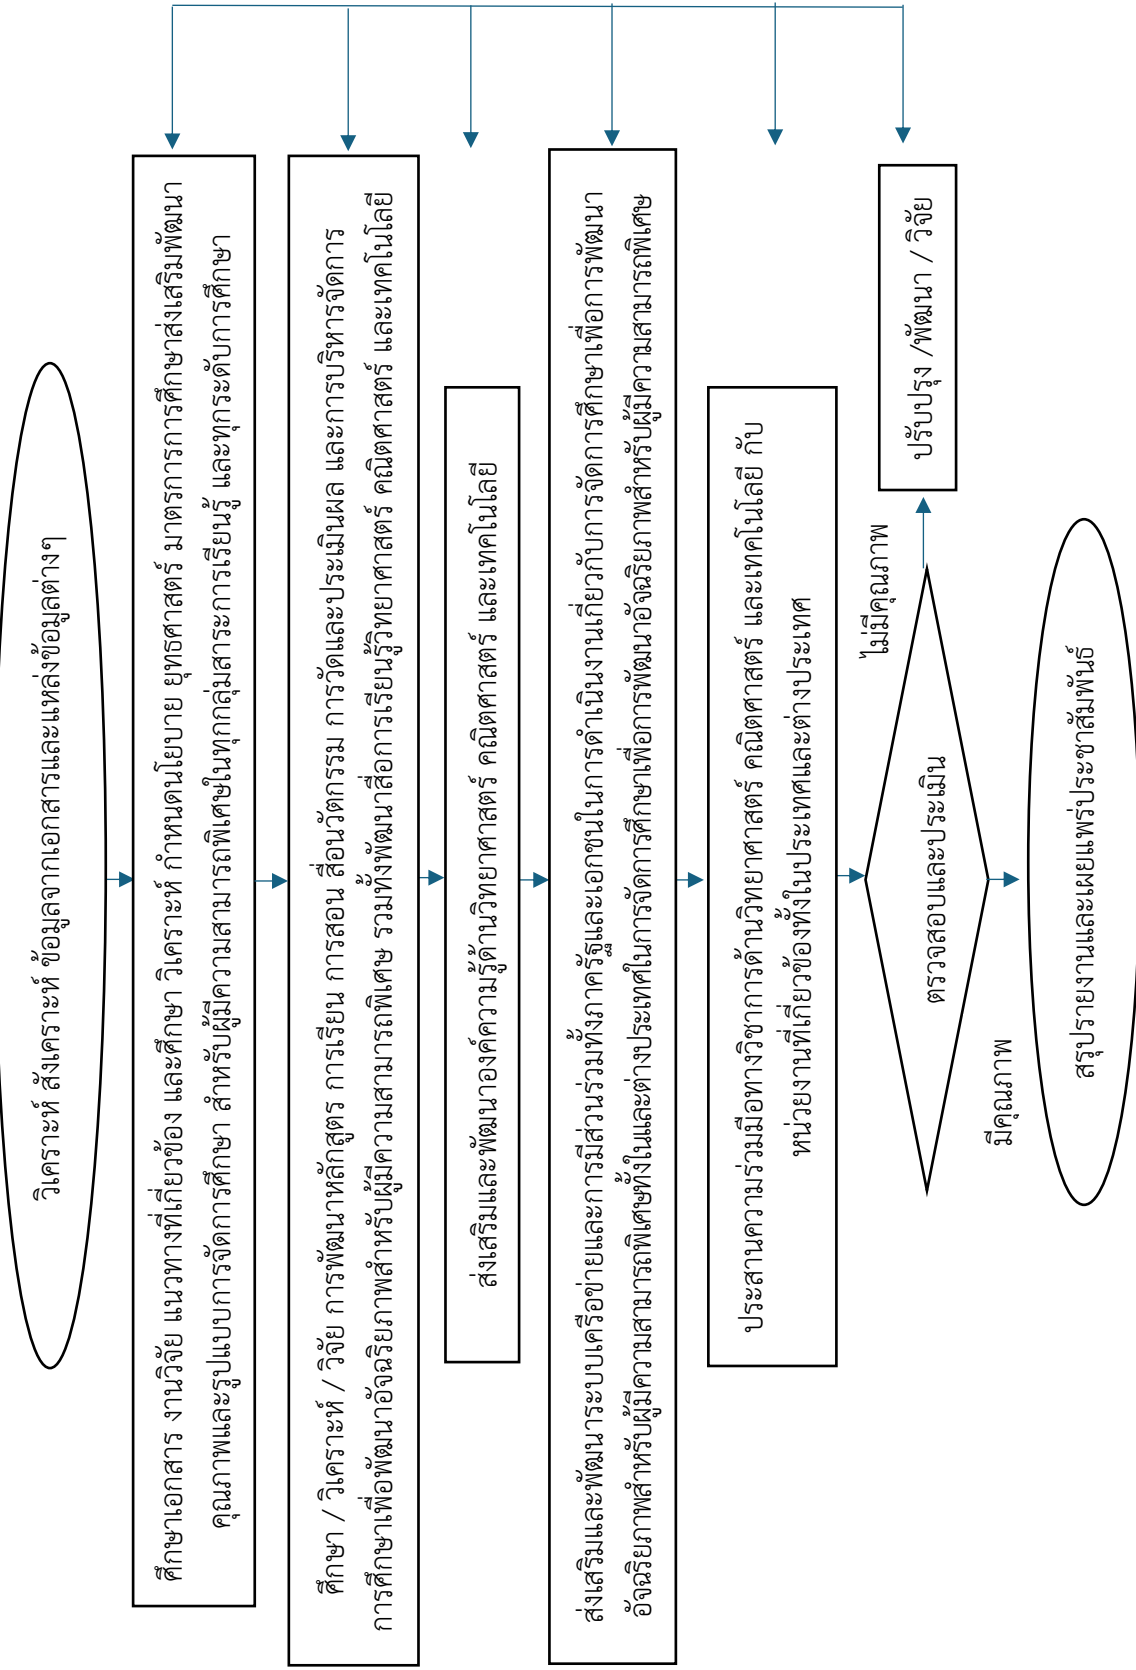 วิเคราะห์ สังเคราะห์ ข้อมูลจากเอกสารและแหล่งข้อมูลต่างๆ
ศึกษาเอกสาร งานวิจัย แนวทางที่เกี่ยวข้อง และศึกษา วิเคราะห์ กำหนดนโยบาย ยุทธศาสตร์ มาตรการการศึกษาส่งเสริมพัฒนา
คุณภาพและรูปแบบการจัดการศึกษา สำหรับผู้มีความสามารถพิเศษในทุกกลุ่มสาระการเรียนรู้ และทุกระดับการศึกษา
ศึกษา / วิเคราะห์ / วิจัย การพัฒนาหลักสูตร การเรียน การสอน สื่อนวัตกรรม การวัดและประเมินผล และการบริหารจัดการ
การศึกษาเพื่อพัฒนาอัจฉริยภาพสำหรับผู้มีความสามารถพิเศษ รวมทั้งพัฒนาสื่อการเรียนรู้วิทยาศาสตร์ คณิตศาสตร์ และเทคโนโลยี
ส่งเสริมและพัฒนาองค์ความรู้ด้านวิทยาศาสตร์ คณิตศาสตร์ และเทคโนโลยี
ส่งเสริมและพัฒนาระบบเครือข่ายและการมีส่วนร่วมทั้งภาครัฐและเอกชนในการดำเนินงานเกี่ยวกับการจัดการศึกษาเพื่อการพัฒนา
อัจฉริยภาพสำหรับผู้มีความสามารถพิเศษทั้งในและต่างประเทศในการจัดการศึกษาเพื่อการพัฒนาอัจฉริยภาพสำหรับผู้มีความสามารถพิเศษ
ประสานความร่วมมือทางวิชาการด้านวิทยาศาสตร์ คณิตศาสตร์ และเทคโนโลยี กับ
หน่วยงานที่เกี่ยวข้องทั้งในประเทศและต่างประเทศ
ตรวจสอบและประเมิน
ไม่มีคุณภาพ
ปรับปรุง /พัฒนา / วิจัย
มีคุณภาพ
สรุปรายงานและเผยแพร่ประชาสัมพันธ์